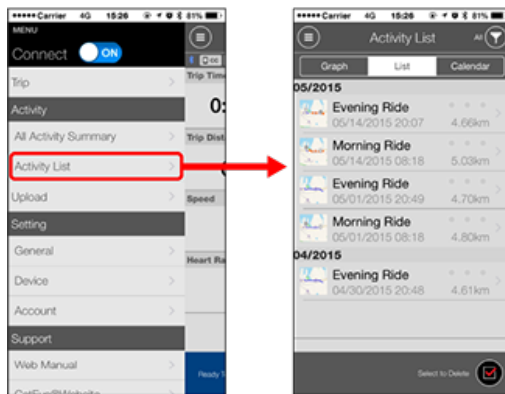 Carrier 4G 15:26 81%
MENU
Connect ON
Trip
Activity
All Activity Summary
Activity List
Upload
Setting
General
Device
Account
Support
Web Manual
Trip Time
0:
Trip Dist
Speed
Heart Ra
Ready T
Carrier 4G 15:26 81%
Activity List All
Graph List Calendar
05/2015
Evening Ride
05/14/2015 20:07 4.66km
Morning Ride
05/14/2015 08:18 5.03km
Evening Ride
05/01/2015 20:49 4.70km
Morning Ride
05/01/2015 08:18 4.80km
04/2015
Evening Ride
04/30/2015 20:48 4.61km
Select to Delete